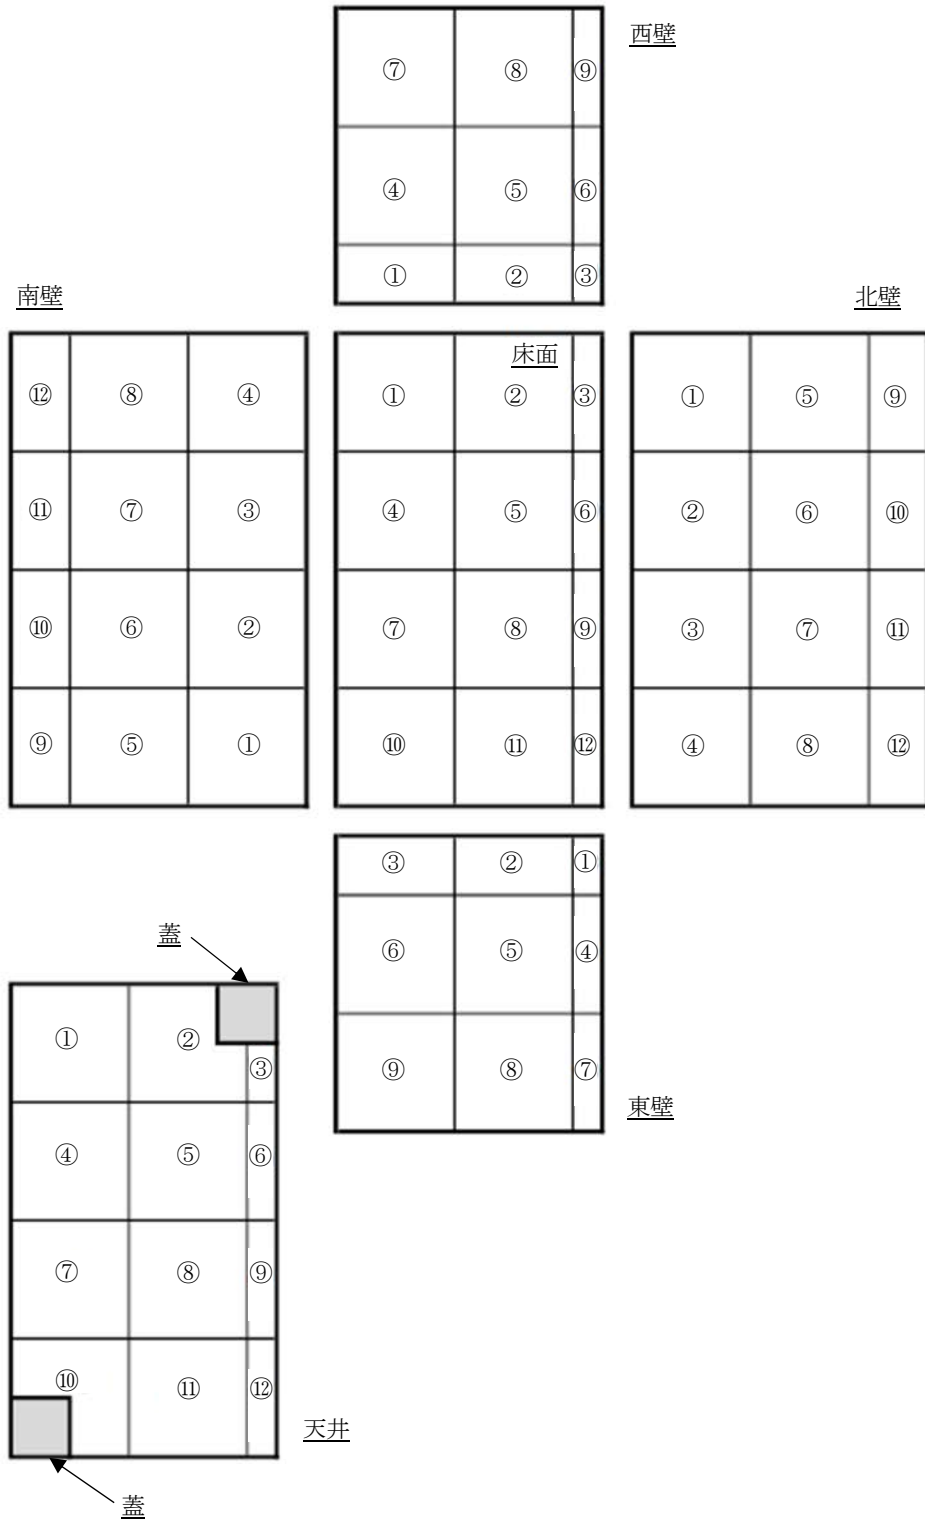 西壁
⑦ ⑧ ⑨
④ ⑤ ⑥
① ② ③
南壁
⑫ ⑧ ④
⑪ ⑦ ③
⑩ ⑥ ②
⑨ ⑤ ①
床面
① ② ③
④ ⑤ ⑥
⑦ ⑧ ⑨
⑩ ⑪ ⑫
北壁
① ⑤ ⑨
② ⑥ ⑩
③ ⑦ ⑪
④ ⑧ ⑫
③ ② ①
⑥ ⑤ ④
⑨ ⑧ ⑦
東壁
蓋
① ② ③
④ ⑤ ⑥
⑦ ⑧ ⑨
⑩ ⑪ ⑫
天井
蓋